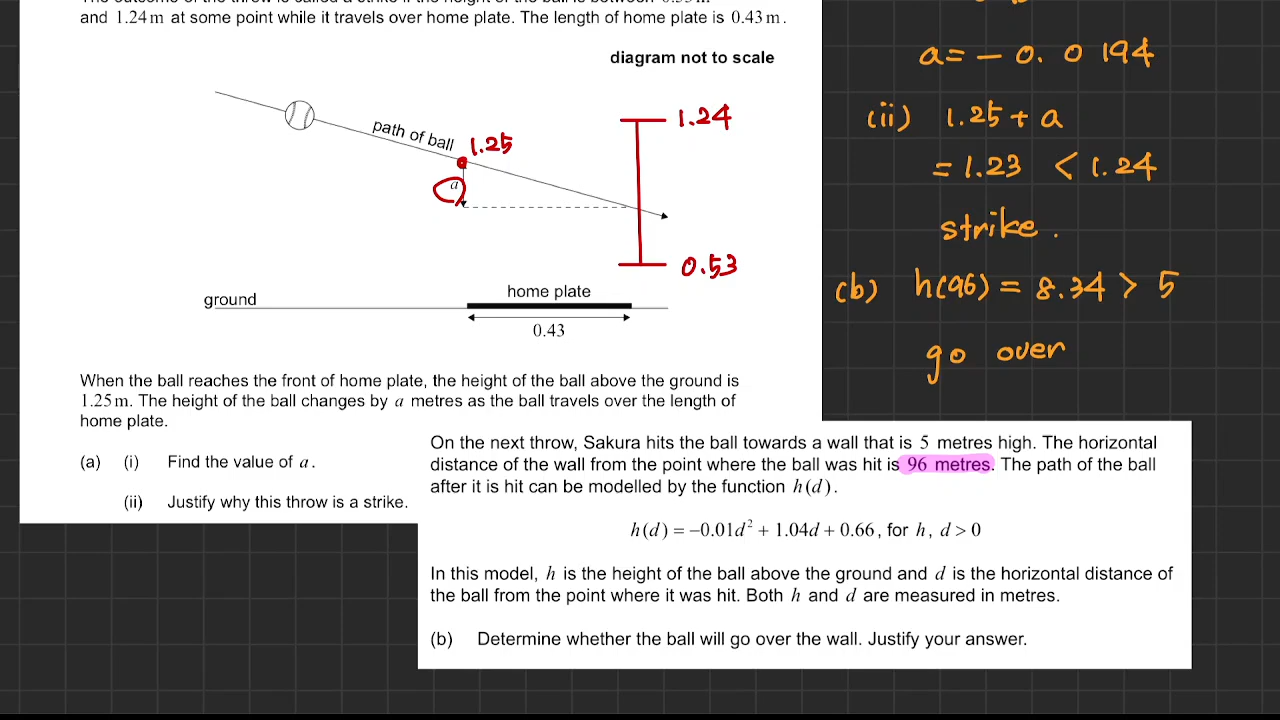 and 1.24 m at some point while it travels over home plate. The length of home plate is 0.43 m.
diagram not to scale
path of ball
1.25
a
1.24
0.53
ground
home plate
0.43
When the ball reaches the front of home plate, the height of the ball above the ground is
1.25 m. The height of the ball changes by a metres as the ball travels over the length of
home plate.
(a) (i) Find the value of a.
(ii) Justify why this throw is a strike.
On the next throw, Sakura hits the ball towards a wall that is 5 metres high. The horizontal
distance of the wall from the point where the ball was hit is 96 metres. The path of the ball
after it is hit can be modelled by the function h(d).
h(d) = −0.01d² + 1.04d + 0.66, for h, d > 0
In this model, h is the height of the ball above the ground and d is the horizontal distance of
the ball from the point where it was hit. Both h and d are measured in metres.
(b) Determine whether the ball will go over the wall. Justify your answer.
a = − 0. 0 194
(ii) 1.25 + a
= 1.23 < 1.24
strike.
(b) h(96) = 8.34 > 5
go over